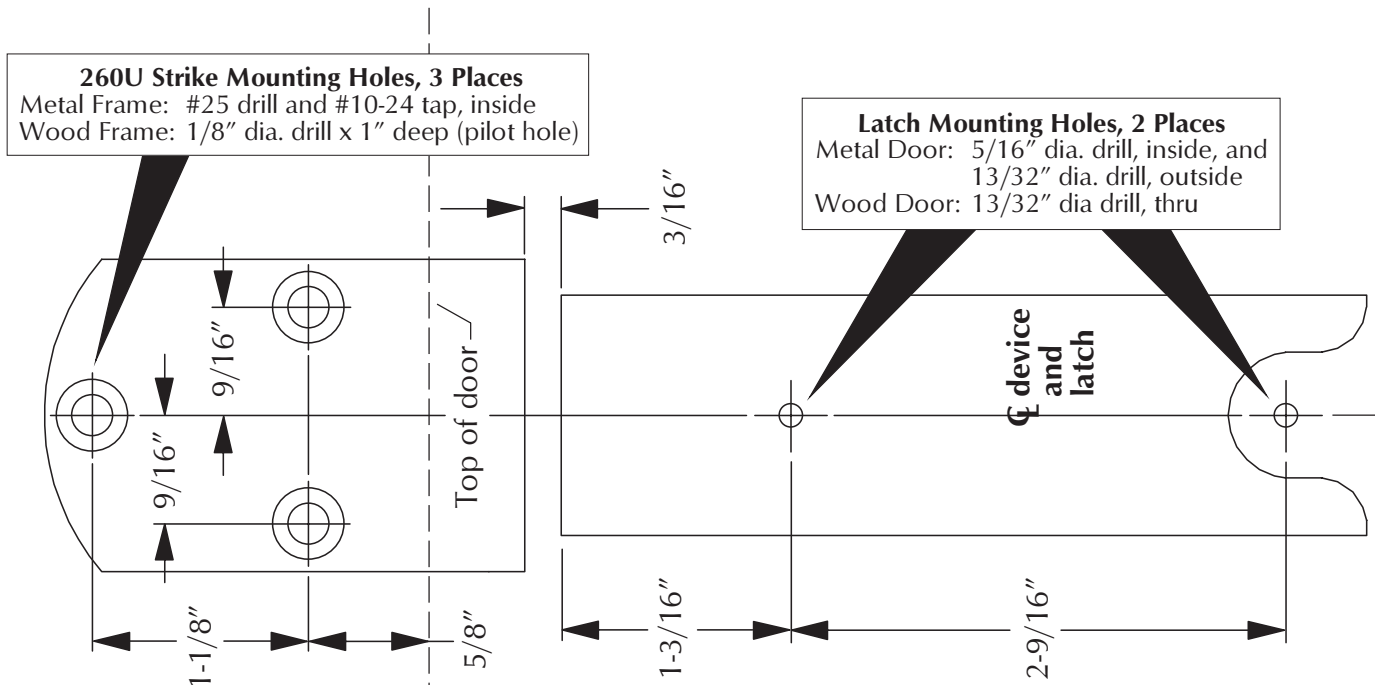 260U Strike Mounting Holes, 3 Places
Metal Frame: #25 drill and #10-24 tap, inside
Wood Frame: 1/8″ dia. drill x 1″ deep (pilot hole)
Latch Mounting Holes, 2 Places
Metal Door: 5/16″ dia. drill, inside, and
13/32″ dia. drill, outside
Wood Door: 13/32″ dia drill, thru
3/16″
9/16″
9/16″
Top of door
℄ device
and
latch
1-1/8″
5/8″
1-3/16″
2-9/16″